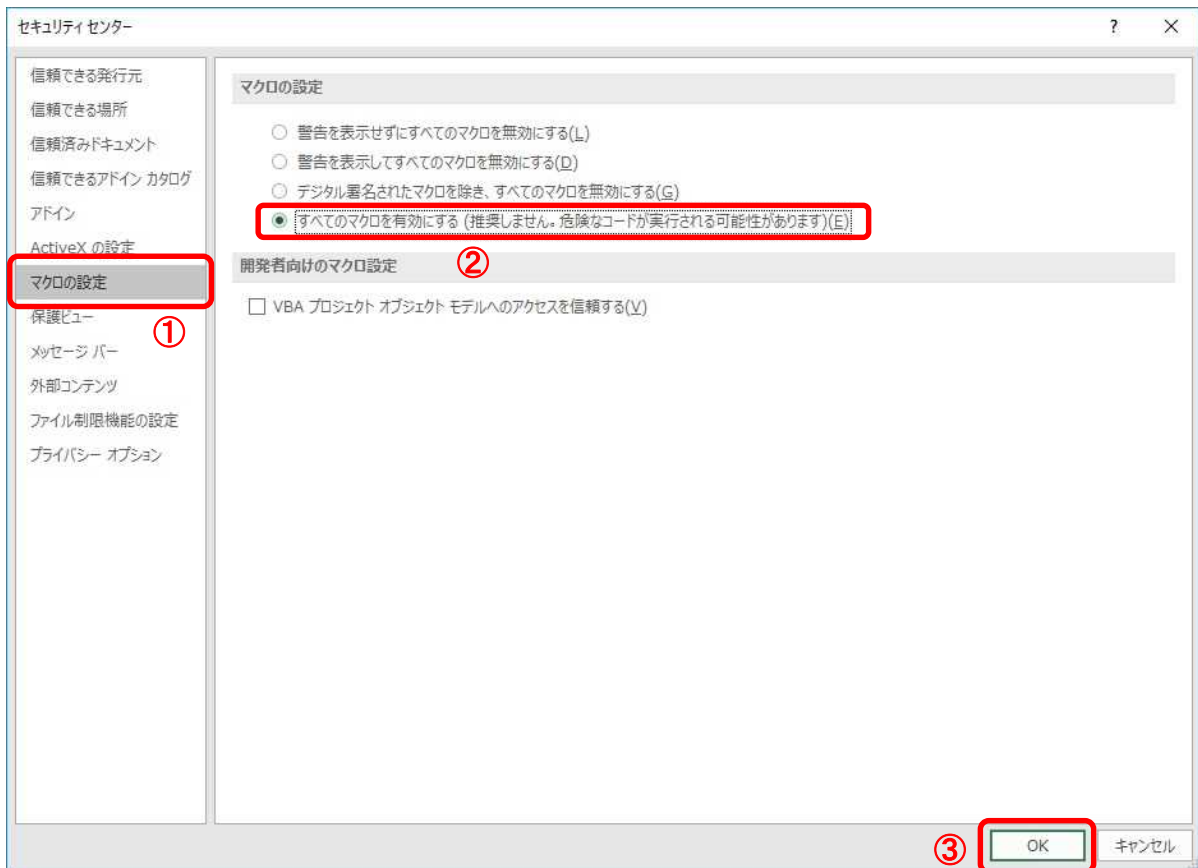 セキュリティ センター
?
×
信頼できる発行元
信頼できる場所
信頼済みドキュメント
信頼できるアドイン カタログ
アドイン
ActiveX の設定
マクロの設定
①
保護ビュー
メッセージ バー
外部コンテンツ
ファイル制限機能の設定
プライバシー オプション
マクロの設定
警告を表示せずにすべてのマクロを無効にする(L)
警告を表示してすべてのマクロを無効にする(D)
デジタル署名されたマクロを除き、すべてのマクロを無効にする(G)
すべてのマクロを有効にする (推奨しません。危険なコードが実行される可能性があります)(E)
②
開発者向けのマクロ設定
VBA プロジェクト オブジェクト モデルへのアクセスを信頼する(V)
③
OK
キャンセル